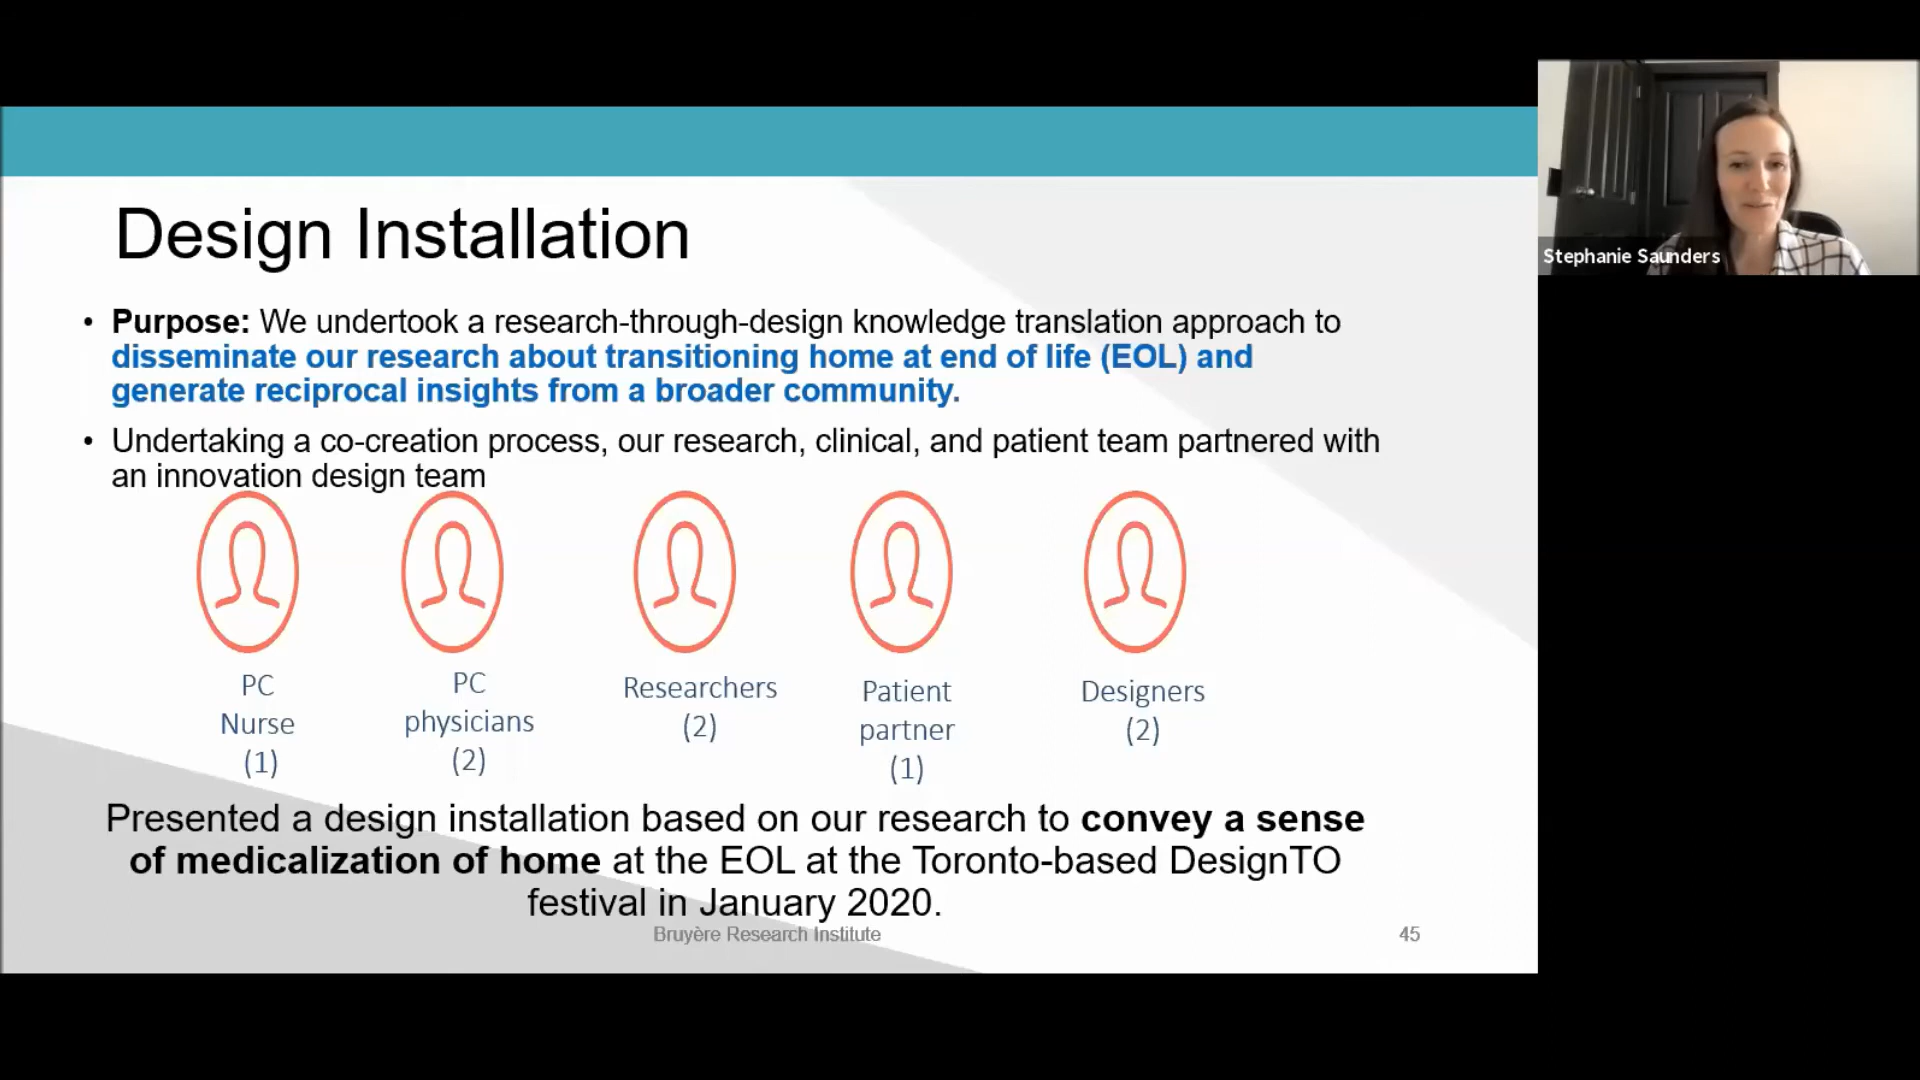 Design Installation
• Purpose: We undertook a research-through-design knowledge translation approach to
disseminate our research about transitioning home at end of life (EOL) and
generate reciprocal insights from a broader community.
• Undertaking a co-creation process, our research, clinical, and patient team partnered with
an innovation design team
PC
Nurse
(1)
PC
physicians
(2)
Researchers
(2)
Patient
partner
(1)
Designers
(2)
Presented a design installation based on our research to convey a sense
of medicalization of home at the EOL at the Toronto-based DesignTO
festival in January 2020.
Bruyère Research Institute
45
Stephanie Saunders